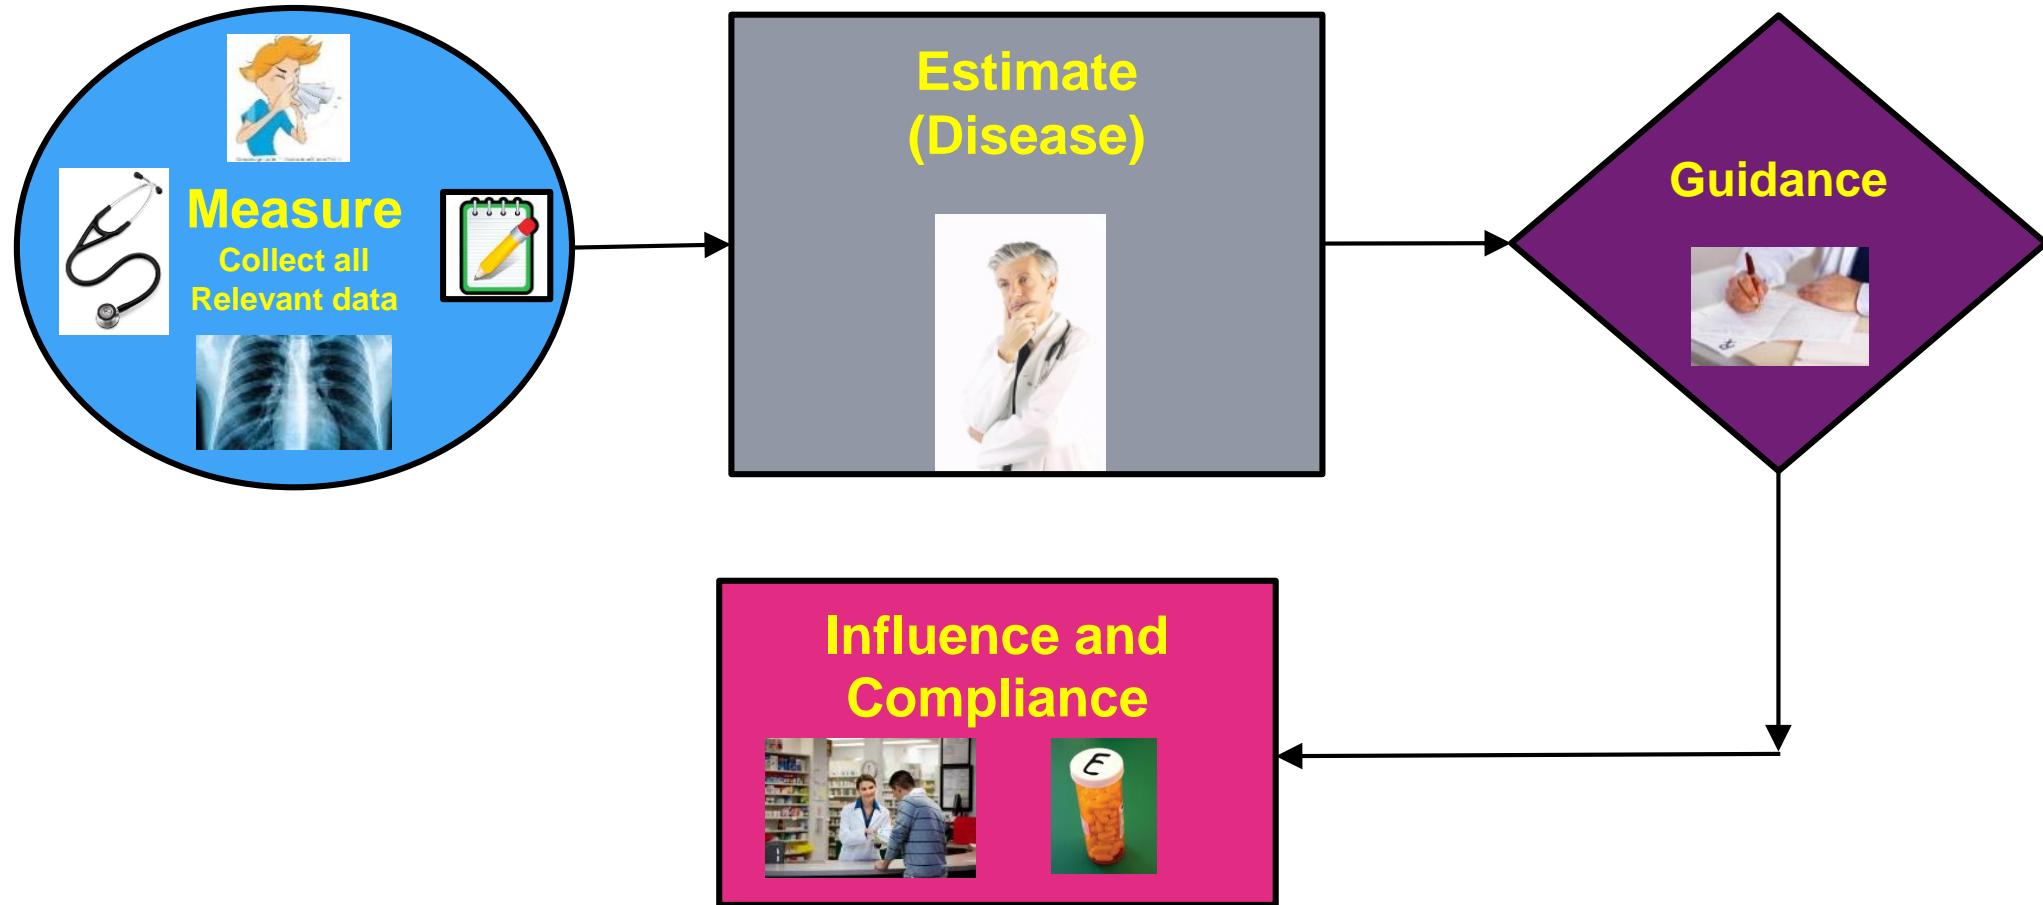 Measure
Collect all
Relevant data
Estimate
(Disease)
Guidance
Influence and
Compliance
E